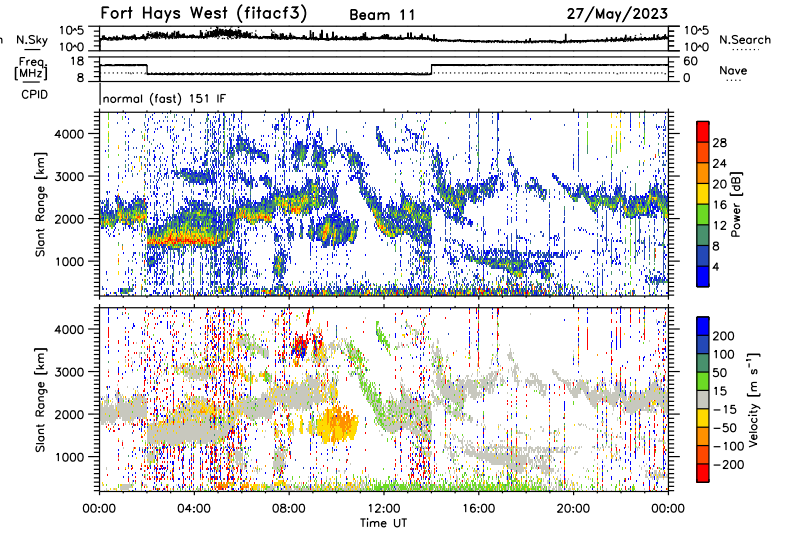 Fort Hays West (fitacf3) Beam 11 27/May/2023
N.Sky 10^5 10^0 10^5 10^0 N.Search
Freq. [MHz] 18 8 60 0 Nave
CPID normal (fast) 151 IF
Slant Range [km] 4000 3000 2000 1000
Power [dB] 28 24 20 16 12 8 4
Slant Range [km] 4000 3000 2000 1000
Velocity [m s⁻¹] 200 100 50 15 -15 -50 -100 -200
00:00 04:00 08:00 12:00 16:00 20:00 00:00
Time UT